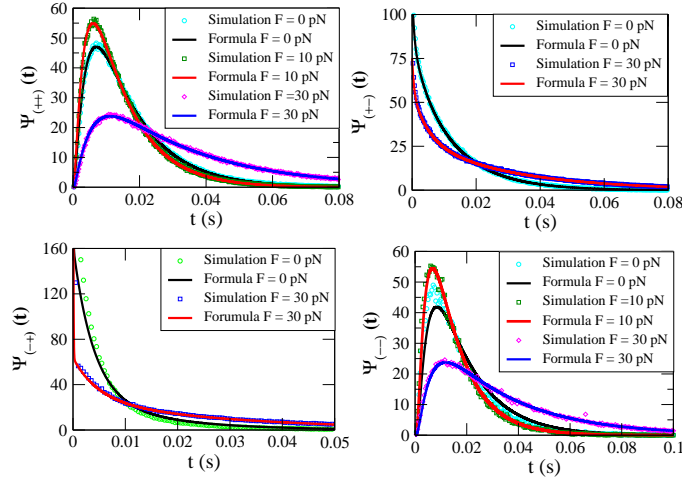 60
50
40
30
20
10
0
Ψ(++) (t)
Simulation F = 0 pN
Formula F = 0 pN
Simulation F = 10 pN
Formula F = 10 pN
Simulation F =30 pN
Formula F = 30 pN
0 0.02 0.04 0.06 0.08
t (s)
100
75
50
25
0
Ψ(+−) (t)
Simulation F = 0 pN
Formula F = 0 pN
Simulation F = 30 pN
Formula F = 30 pN
0 0.02 0.04 0.06 0.08
t (s)
160
120
80
40
0
Ψ(−+) (t)
Simulation F = 0 pN
Formula F = 0 pN
Simulation F = 30 pN
Forumula F = 30 pN
0 0.01 0.02 0.03 0.04 0.05
t (s)
60
50
40
30
20
10
0
Ψ(−−) (t)
Simulation F = 0 pN
Formula F = 0 pN
Simulation F =10 pN
Formula F = 10 pN
Simulation F = 30 pN
Formula F = 30 pN
0 0.02 0.04 0.06 0.08 0.1
t (s)